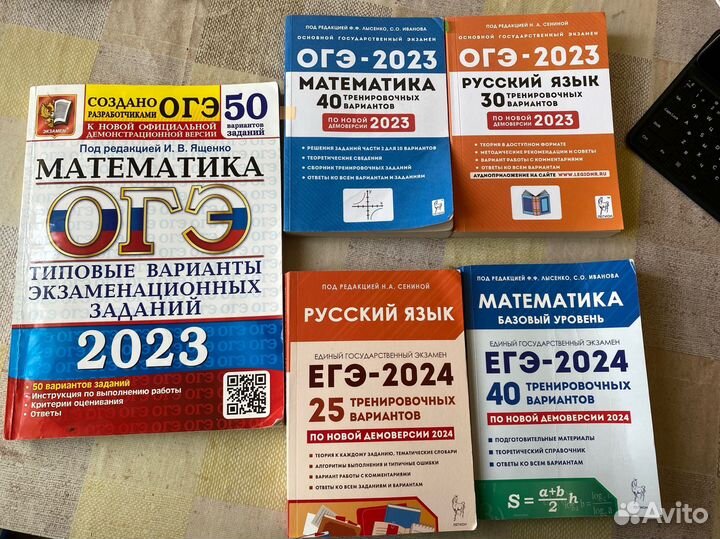 ЭКЗАМЕН
СОЗДАНО
РАЗРАБОТЧИКАМИ ОГЭ
К НОВОЙ ОФИЦИАЛЬНОЙ
ДЕМОНСТРАЦИОННОЙ ВЕРСИИ
50
вариантов
заданий
Под редакцией И. В. Ященко
МАТЕМАТИКА
ОГЭ
ТИПОВЫЕ ВАРИАНТЫ
ЭКЗАМЕНАЦИОННЫХ
ЗАДАНИЙ
2023
• 50 вариантов заданий
• Инструкция по выполнению работы
• Критерии оценивания
• Ответы
ПОД РЕДАКЦИЕЙ Ф.Ф. ЛЫСЕНКО, С.О. ИВАНОВА
ОСНОВНОЙ ГОСУДАРСТВЕННЫЙ ЭКЗАМЕН
ОГЭ-2023
МАТЕМАТИКА
40 ТРЕНИРОВОЧНЫХ
ВАРИАНТОВ
ПО НОВОЙ
ДЕМОВЕРСИИ 2023
• РЕШЕНИЯ ЗАДАНИЙ ЧАСТИ 2 ДЛЯ 10 ВАРИАНТОВ
• ТЕОРЕТИЧЕСКИЕ СВЕДЕНИЯ
• СБОРНИК ТРЕНИРОВОЧНЫХ ЗАДАНИЙ
• ОТВЕТЫ КО ВСЕМ ВАРИАНТАМ И ЗАДАНИЯМ
ПОД РЕДАКЦИЕЙ Н. А. СЕНИНОЙ
ОСНОВНОЙ ГОСУДАРСТВЕННЫЙ ЭКЗАМЕН
ОГЭ-2023
РУССКИЙ ЯЗЫК
30 ТРЕНИРОВОЧНЫХ
ВАРИАНТОВ
ПО НОВОЙ
ДЕМОВЕРСИИ 2023
• ТЕОРИЯ В ДОСТУПНОМ ФОРМАТЕ
• МЕТОДИЧЕСКИЕ РЕКОМЕНДАЦИИ И СОВЕТЫ
• ВАРИАНТ РАБОТЫ С КОММЕНТАРИЯМИ
• ОТВЕТЫ КО ВСЕМ ВАРИАНТАМ
АУДИОПРИЛОЖЕНИЕ НА САЙТЕ WWW.LEGIONR.RU
ЛЕГИОН
ПОД РЕДАКЦИЕЙ Н.А. СЕНИНОЙ
РУССКИЙ ЯЗЫК
ЕДИНЫЙ ГОСУДАРСТВЕННЫЙ ЭКЗАМЕН
ЕГЭ-2024
25 ТРЕНИРОВОЧНЫХ
ВАРИАНТОВ
ПО НОВОЙ ДЕМОВЕРСИИ 2024
• ТЕОРИЯ К КАЖДОМУ ЗАДАНИЮ, ТЕМАТИЧЕСКИЕ СЛОВАРИ
• АЛГОРИТМЫ ВЫПОЛНЕНИЯ И ТИПИЧНЫЕ ОШИБКИ
• ВАРИАНТ РАБОТЫ С КОММЕНТАРИЯМИ
• ОТВЕТЫ КО ВСЕМ ЗАДАНИЯМ И ВАРИАНТАМ
ЛЕГИОН
ПОД РЕДАКЦИЕЙ Ф.Ф. ЛЫСЕНКО, С.О. ИВАНОВА
МАТЕМАТИКА
БАЗОВЫЙ УРОВЕНЬ
ЕДИНЫЙ ГОСУДАРСТВЕННЫЙ ЭКЗАМЕН
ЕГЭ-2024
40 ТРЕНИРОВОЧНЫХ
ВАРИАНТОВ
ПО НОВОЙ ДЕМОВЕРСИИ 2024
• ПОДГОТОВИТЕЛЬНЫЕ МАТЕРИАЛЫ
• ТЕОРЕТИЧЕСКИЙ СПРАВОЧНИК
• ОТВЕТЫ КО ВСЕМ ВАРИАНТАМ
S = a+b/2 h
Avito